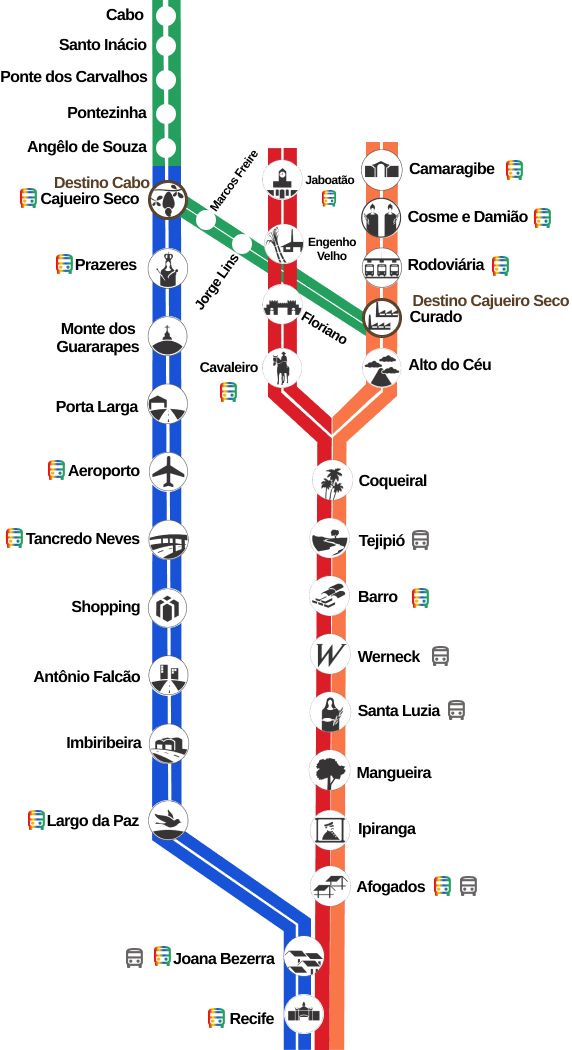 Cabo
Santo Inácio
Ponte dos Carvalhos
Pontezinha
Angêlo de Souza
Destino Cabo
Cajueiro Seco
Prazeres
Monte dos
Guararapes
Porta Larga
Aeroporto
Tancredo Neves
Shopping
Antônio Falcão
Imbiribeira
Largo da Paz
Joana Bezerra
Recife
Marcos Freire
Jorge Lins
Jaboatão
Engenho
Velho
Floriano
Cavaleiro
Camaragibe
Cosme e Damião
Rodoviária
Destino Cajueiro Seco
Curado
Alto do Céu
Coqueiral
Tejipió
Barro
W
Werneck
Santa Luzia
Mangueira
Ipiranga
Afogados